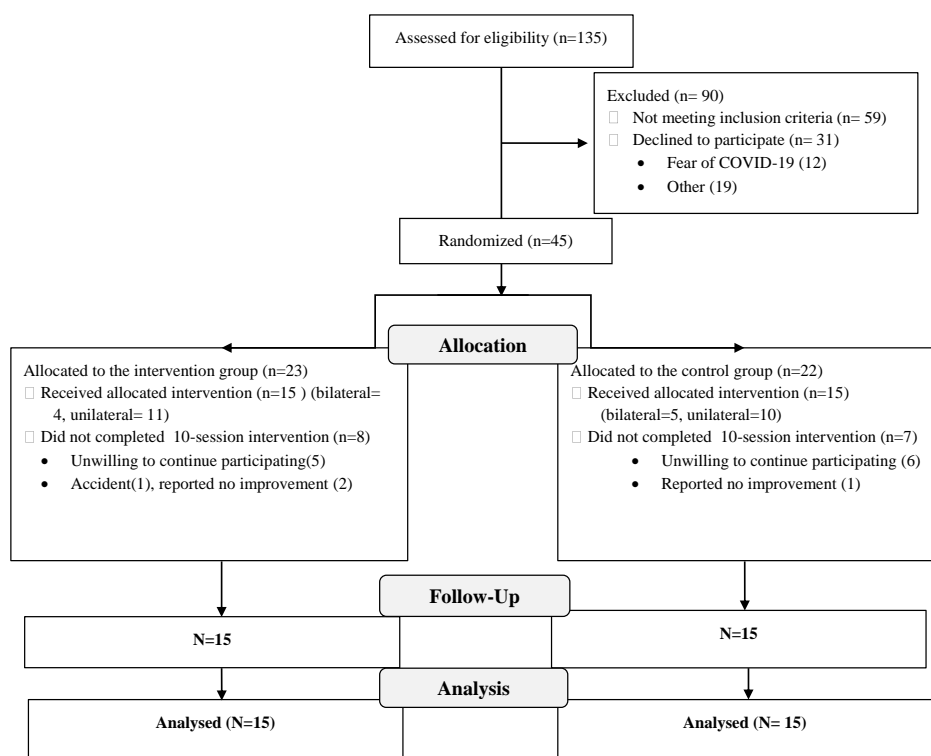 Assessed for eligibility (n=135)
Excluded (n= 90)
Not meeting inclusion criteria (n= 59)
Declined to participate (n= 31)
• Fear of COVID-19 (12)
• Other (19)
Randomized (n=45)
Allocation
Allocated to the intervention group (n=23)
Received allocated intervention (n=15 ) (bilateral=
4, unilateral= 11)
Did not completed 10-session intervention (n=8)
• Unwilling to continue participating(5)
• Accident(1), reported no improvement (2)
Allocated to the control group (n=22)
Received allocated intervention (n=15)
(bilateral=5, unilateral=10)
Did not completed 10-session intervention (n=7)
• Unwilling to continue participating (6)
• Reported no improvement (1)
Follow-Up
N=15
N=15
Analysis
Analysed (N=15)
Analysed (N= 15)